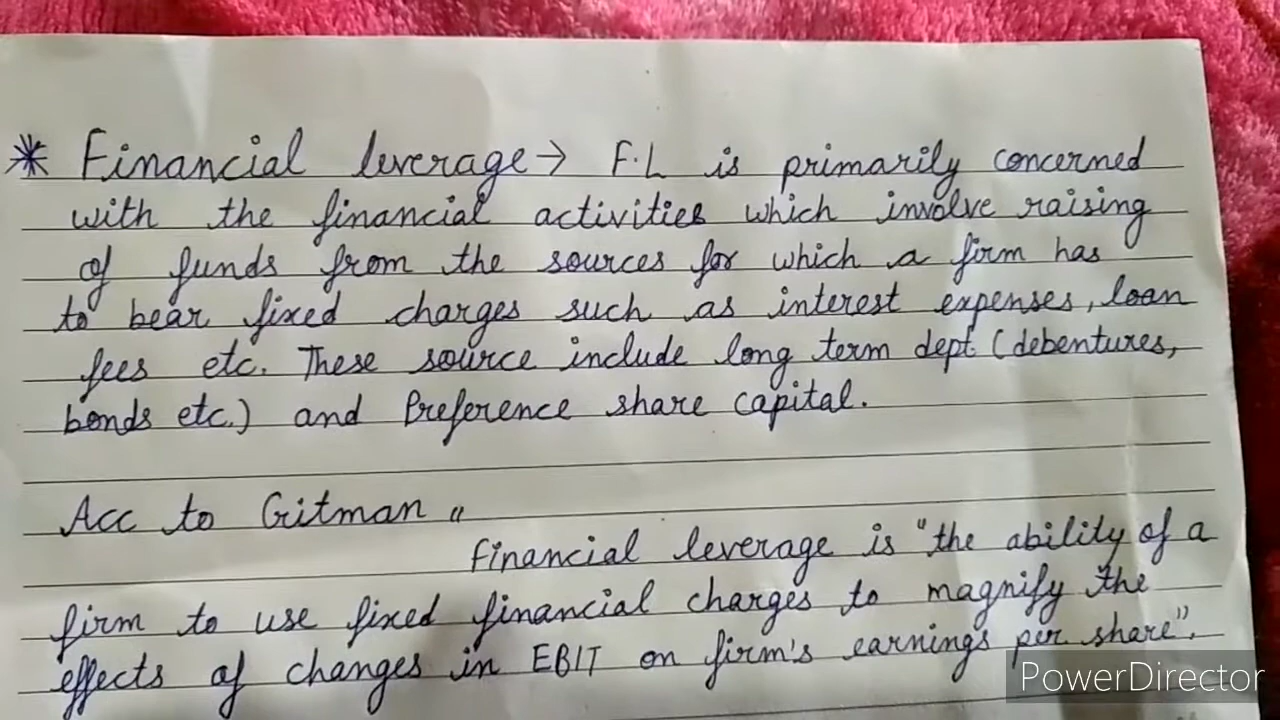 * Financial leverage → F.L is primarily concerned
with the financial activities which involve raising
of funds from the sources for which a firm has
to bear fixed charges such as interest expenses, loan
fees etc. These source include long term dept (debentures,
bonds etc.) and Preference share capital.
Acc to Gitman "
Financial leverage is "the ability of a
firm to use fixed financial charges to magnify the
effects of changes in EBIT on firm's earnings per share".
PowerDirector